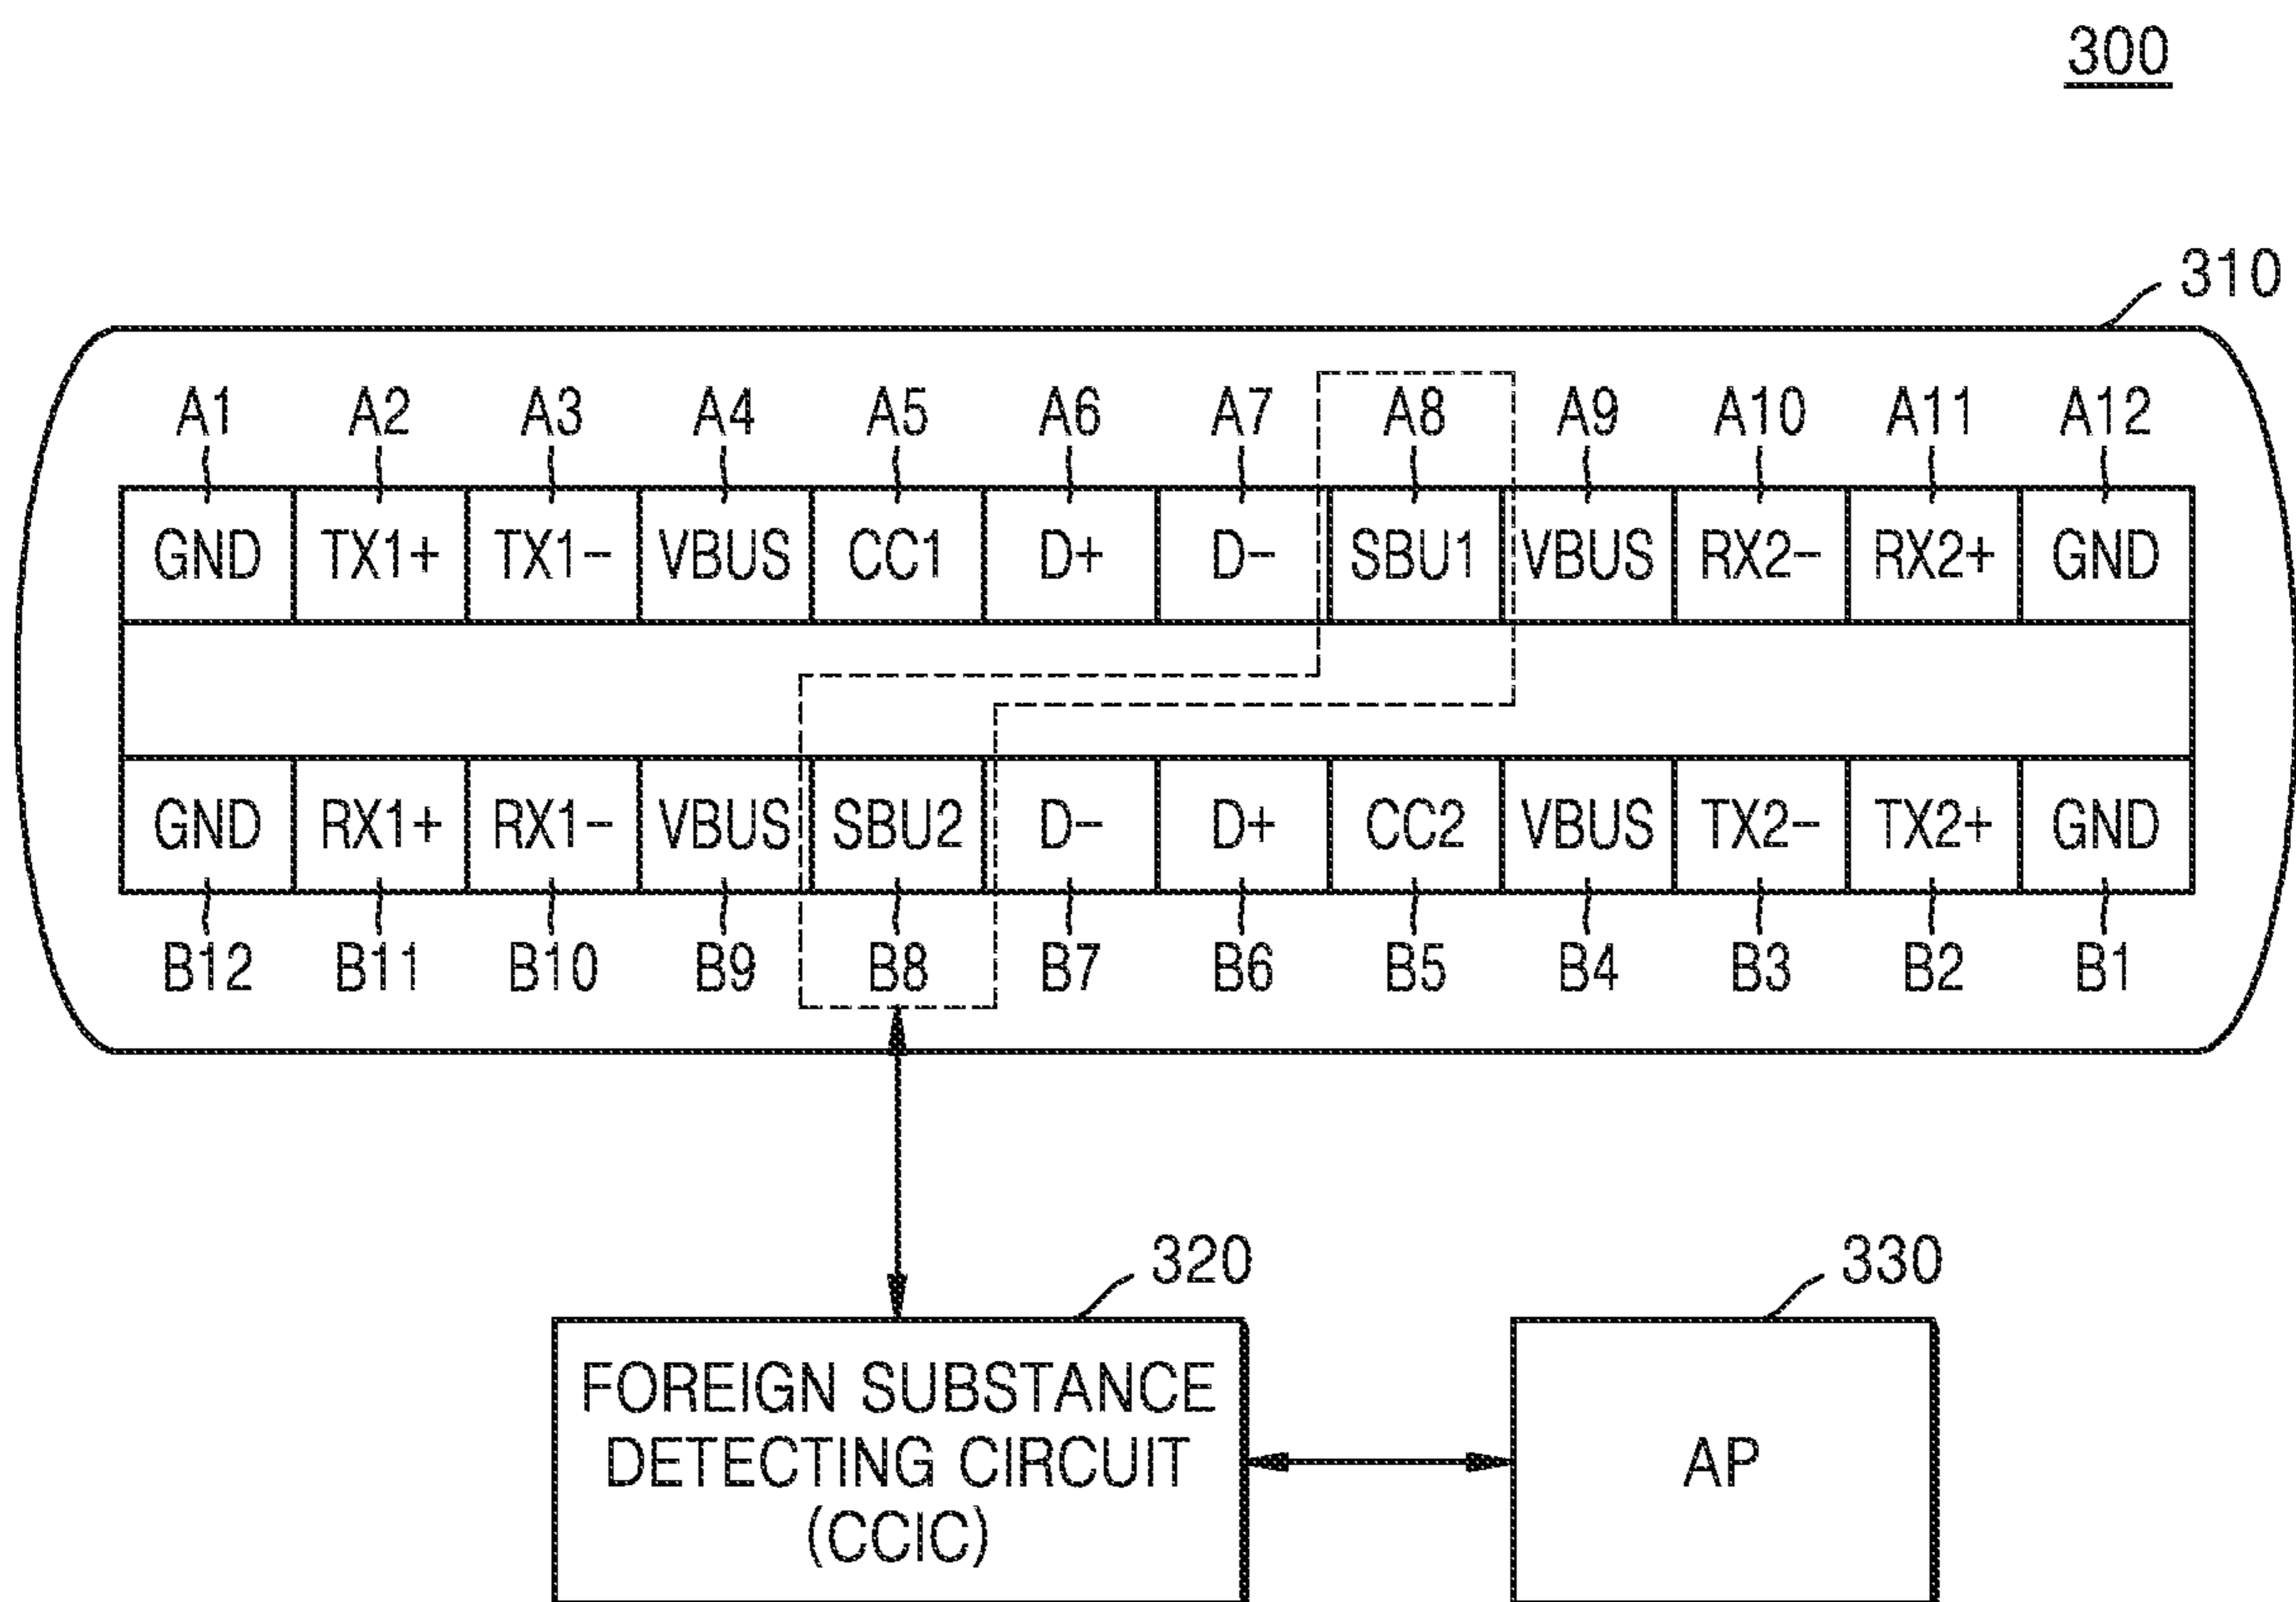 300
310
A1 A2 A3 A4 A5 A6 A7 A8 A9 A10 A11 A12
GND TX1+ TX1- VBUS CC1 D+ D- SBU1 VBUS RX2- RX2+ GND
GND RX1+ RX1- VBUS SBU2 D- D+ CC2 VBUS TX2- TX2+ GND
B12 B11 B10 B9 B8 B7 B6 B5 B4 B3 B2 B1
320 330
FOREIGN SUBSTANCE
DETECTING CIRCUIT
(CCIC)
AP